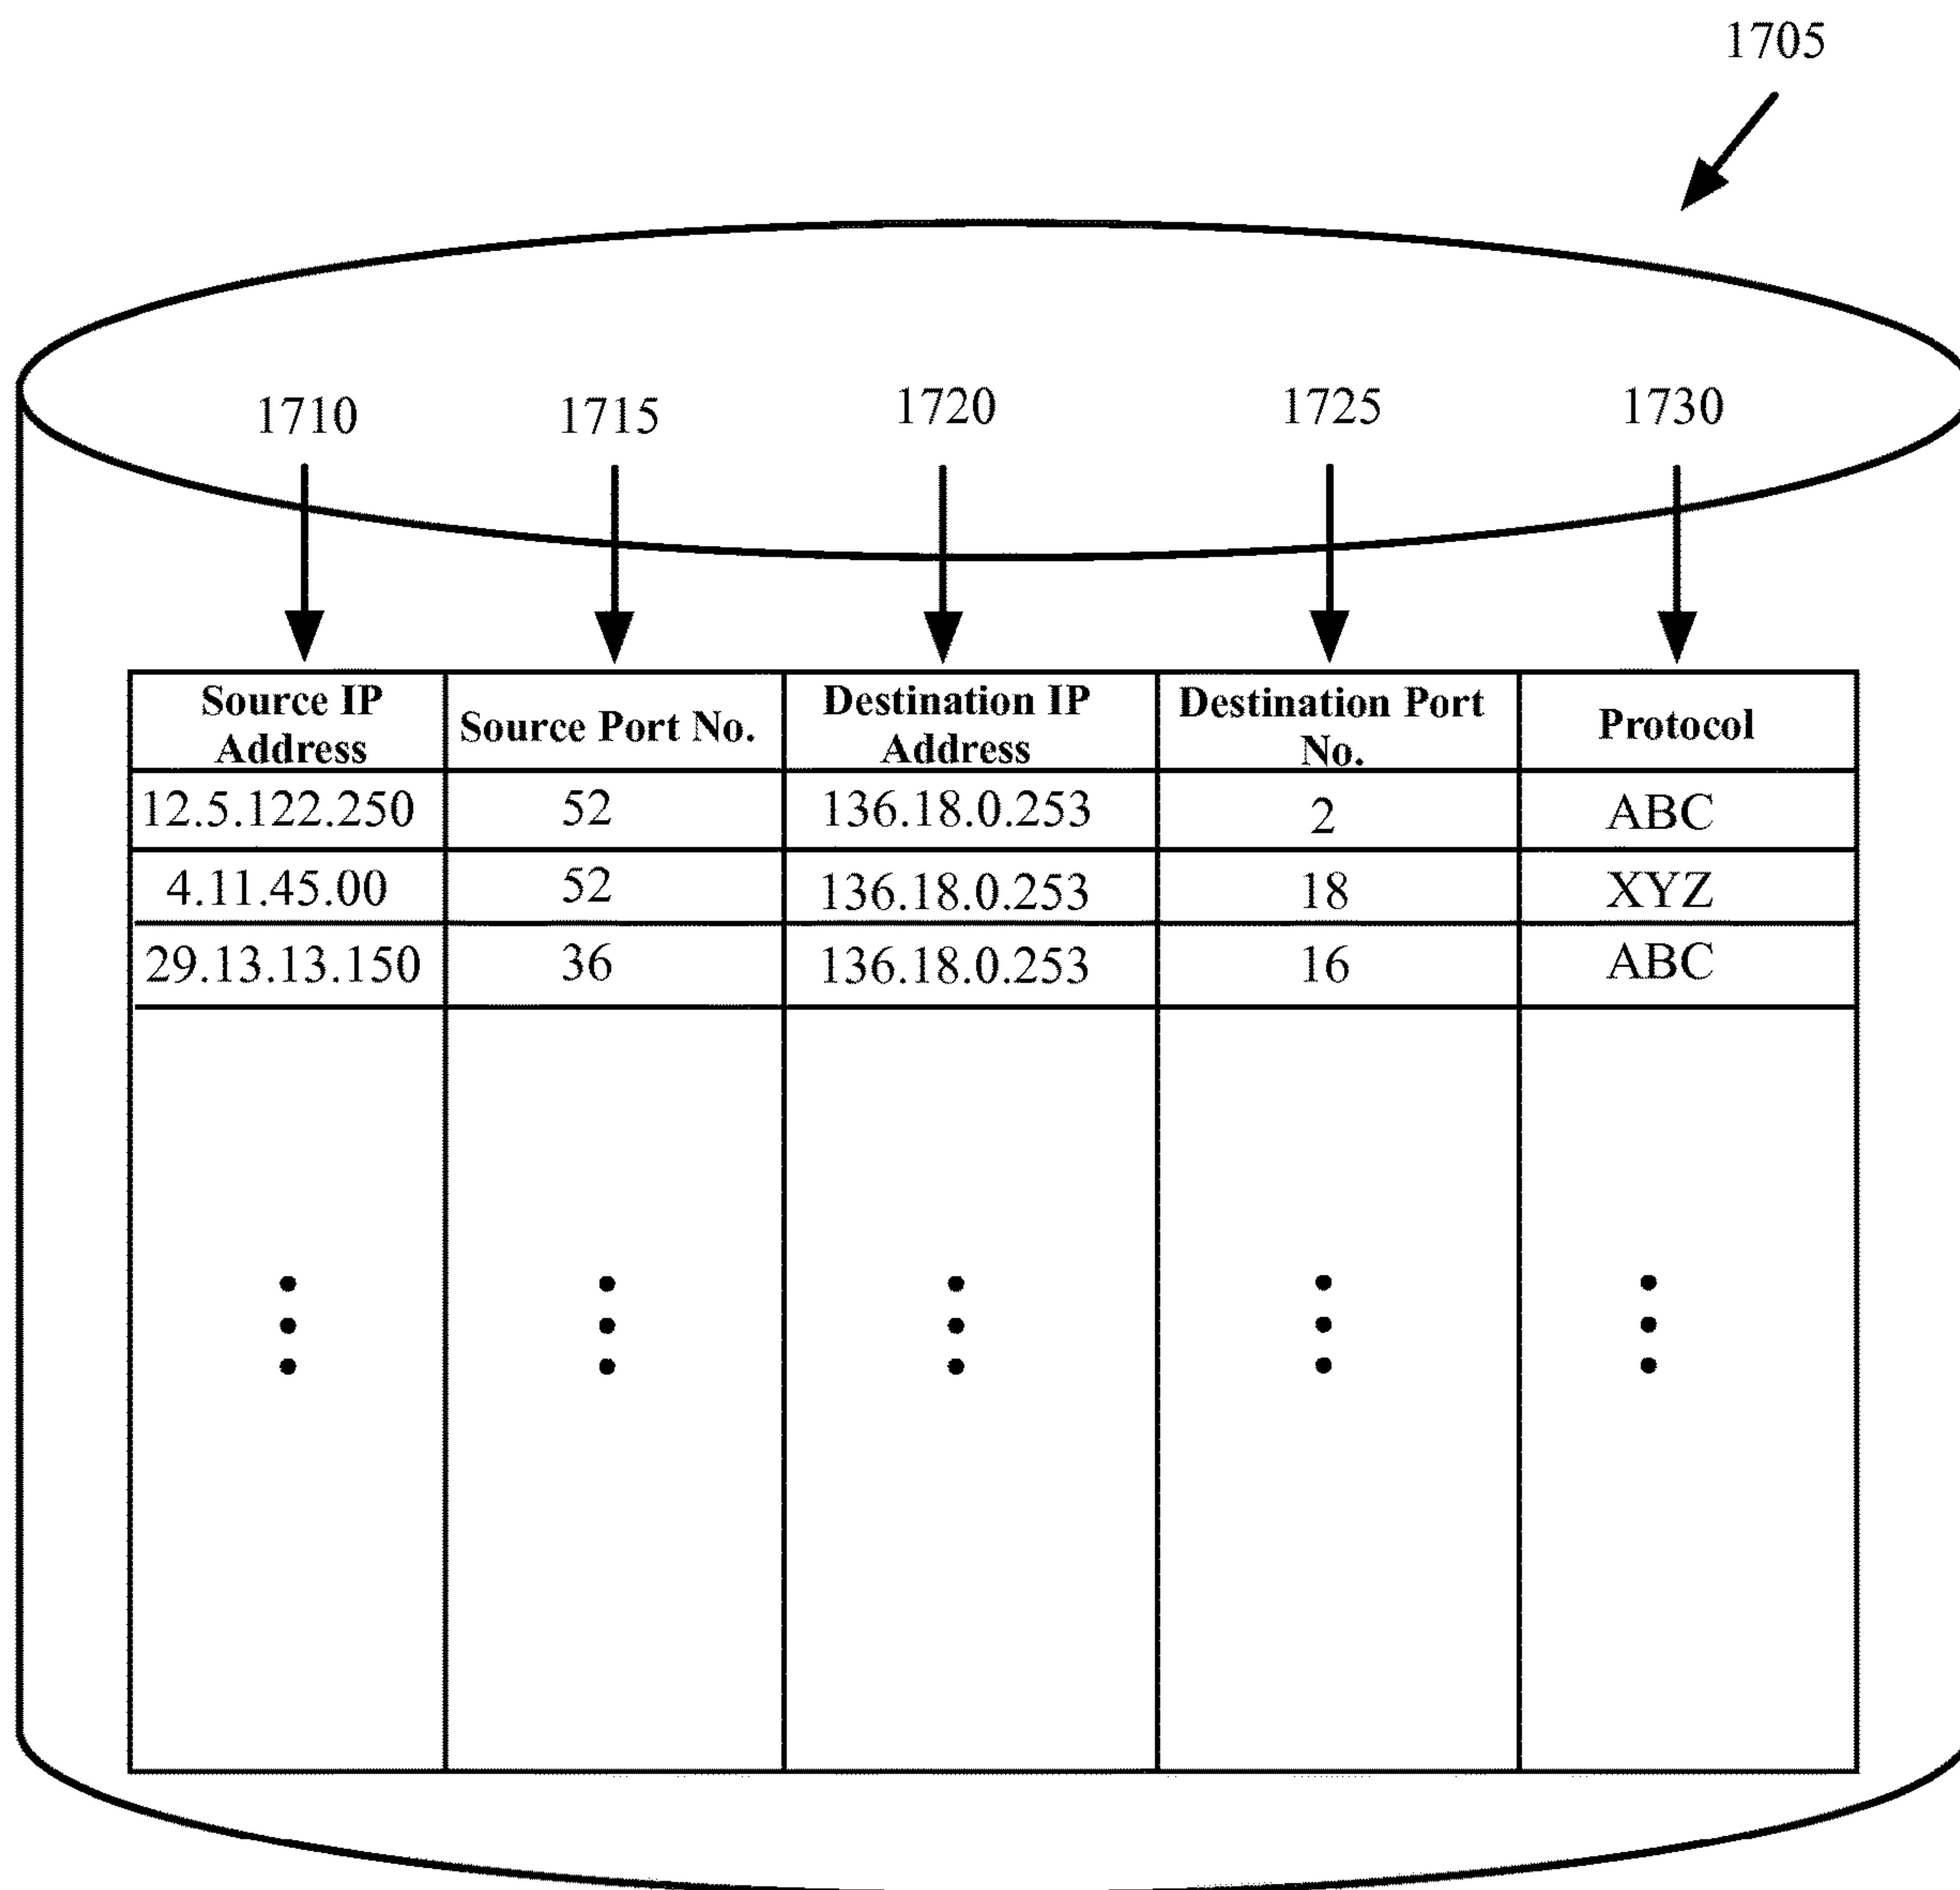 1705
1710 1715 1720 1725 1730
Source IP Address Source Port No. Destination IP Address Destination Port No. Protocol
12.5.122.250 52 136.18.0.253 2 ABC
4.11.45.00 52 136.18.0.253 18 XYZ
29.13.13.150 36 136.18.0.253 16 ABC